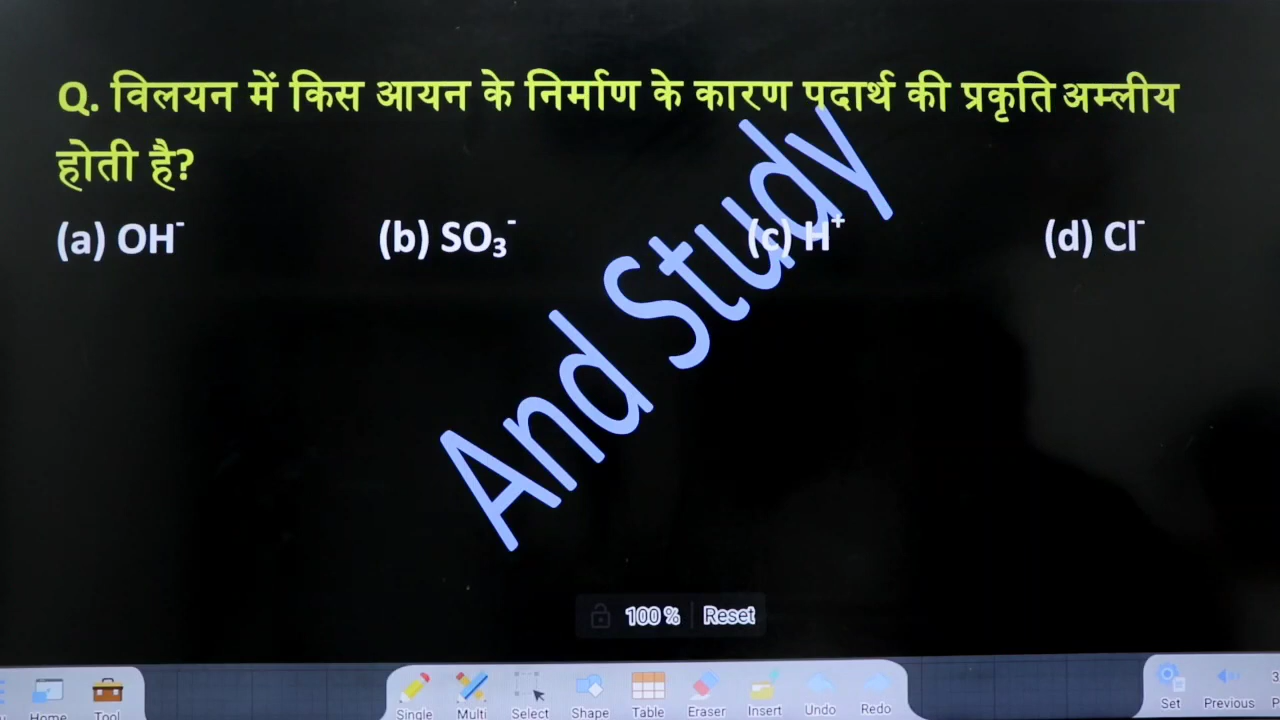 Q. विलयन में किस आयन के निर्माण के कारण पदार्थ की प्रकृति अम्लीय
होती है?
(a) OH⁻ (b) SO₃⁻ (c) H⁺ (d) Cl⁻
And Study
100 % Reset
Home Tool Single Multi Select Shape Table Eraser Insert Undo Redo Set Previous